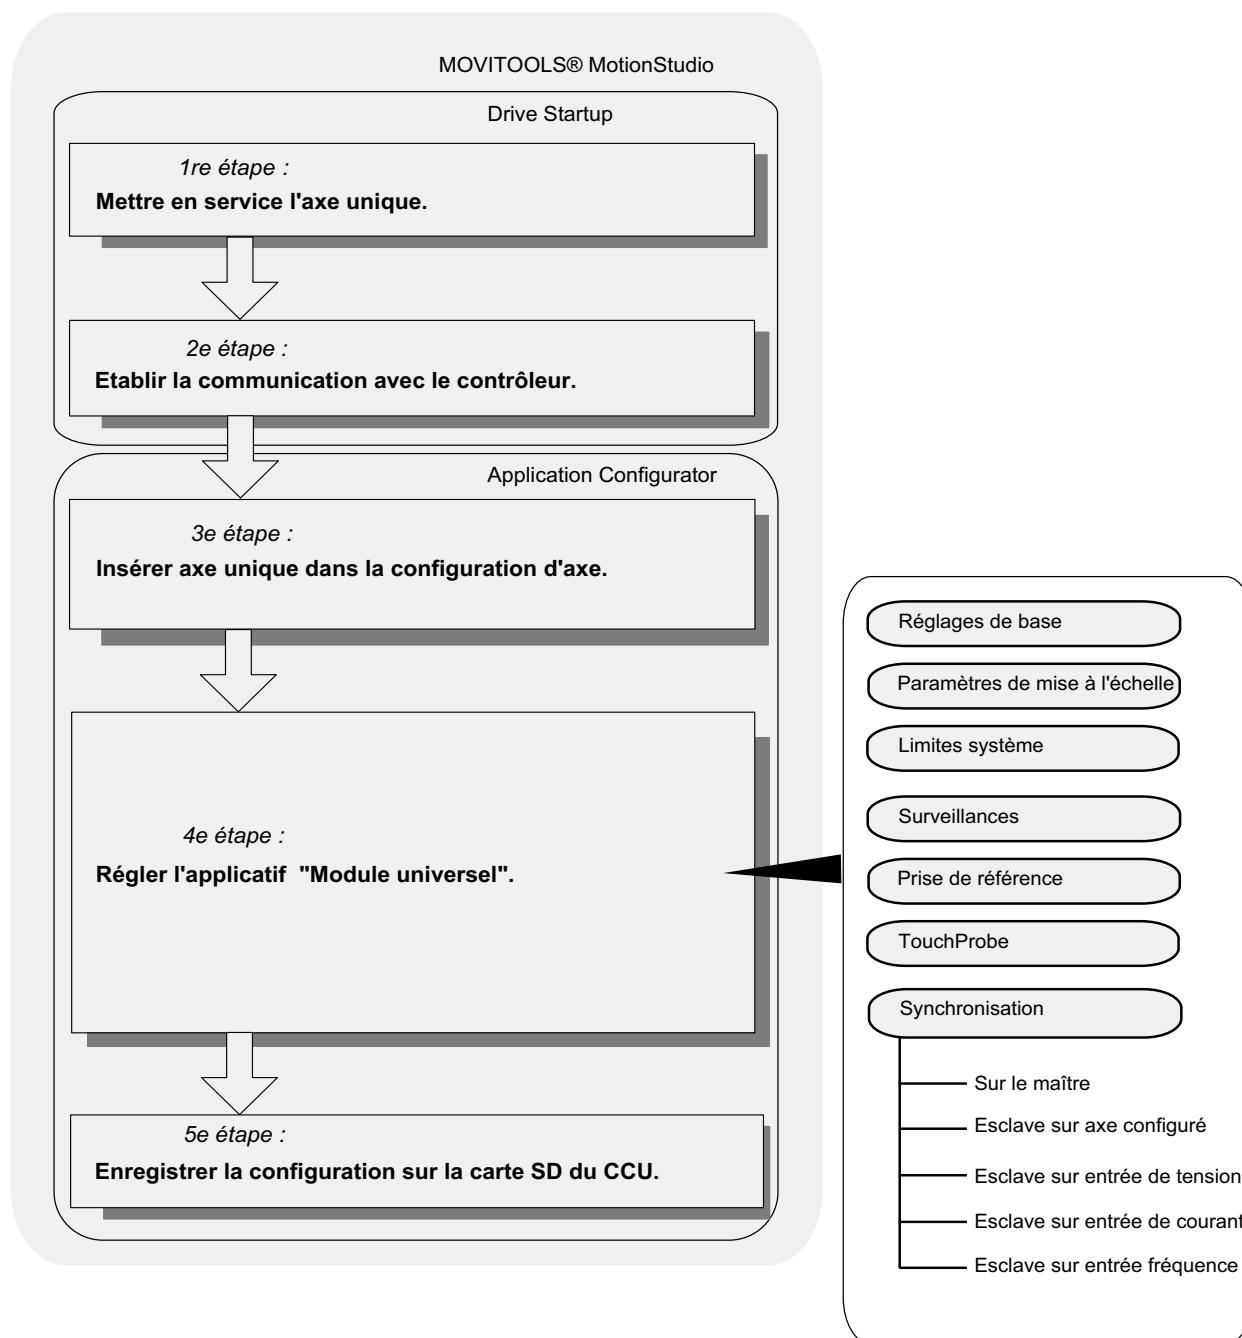 MOVITOOLS® MotionStudio
Drive Startup
1re étape :
Mettre en service l'axe unique.
2e étape :
Etablir la communication avec le contrôleur.
Application Configurator
3e étape :
Insérer axe unique dans la configuration d'axe.
4e étape :
Régler l'applicatif "Module universel".
5e étape :
Enregistrer la configuration sur la carte SD du CCU.
Réglages de base
Paramètres de mise à l'échelle
Limites système
Surveillances
Prise de référence
TouchProbe
Synchronisation
Sur le maître
Esclave sur axe configuré
Esclave sur entrée de tension
Esclave sur entrée de courant
Esclave sur entrée fréquence